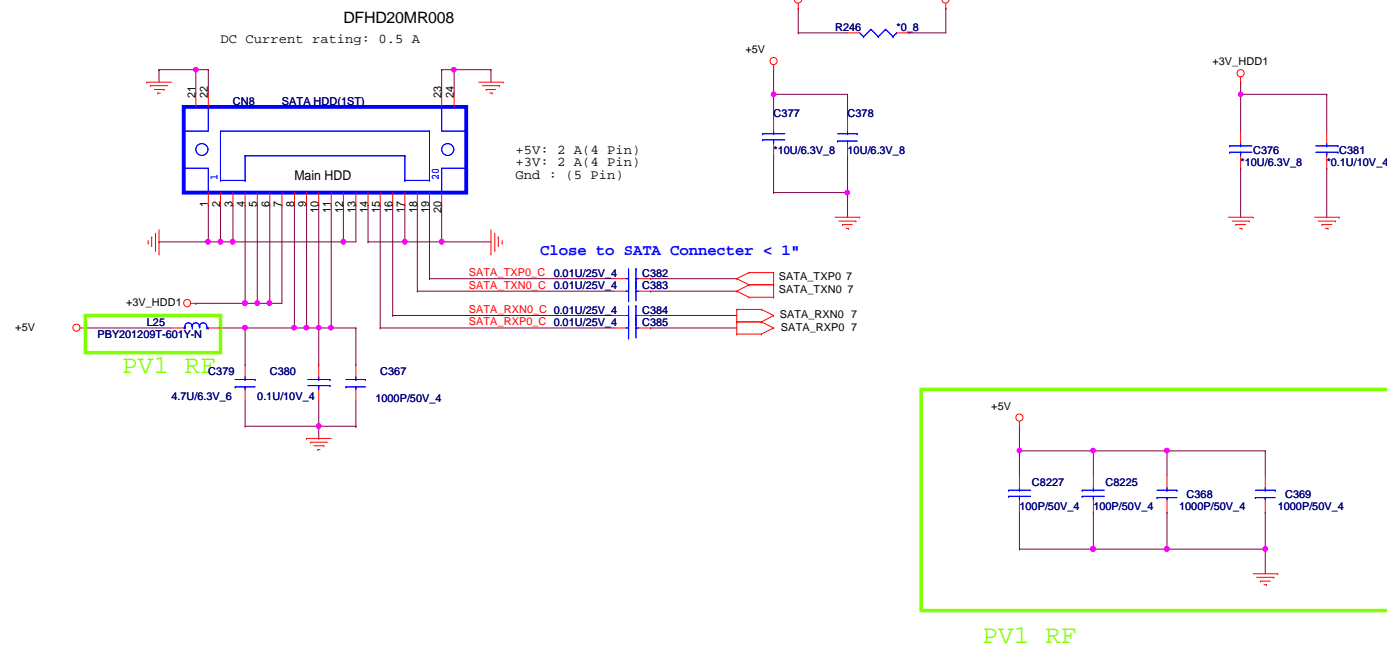 DFHD20MR008
DC Current rating: 0.5 A
R246 *0_8
+5V
+3V_HDD1
21
22
23
24
CN8 SATA HDD(1ST)
C377
*10U/6.3V_8
C378
10U/6.3V_8
C376
*10U/6.3V_8
C381
*0.1U/10V_4
+5V: 2 A(4 Pin)
+3V: 2 A(4 Pin)
Gnd : (5 Pin)
1
Main HDD
20
1
2
3
4
5
6
7
8
9
10
11
12
13
14
15
16
17
18
19
20
Close to SATA Connecter < 1"
SATA_TXP0_C 0.01U/25V_4 C382 SATA_TXP0 7
SATA_TXN0_C 0.01U/25V_4 C383 SATA_TXN0 7
SATA_RXN0_C 0.01U/25V_4 C384 SATA_RXN0 7
SATA_RXP0_C 0.01U/25V_4 C385 SATA_RXP0 7
+3V_HDD1
+5V
L25
PBY201209T-601Y-N
PV1 RF
C379
4.7U/6.3V_6
C380
0.1U/10V_4
C367
1000P/50V_4
+5V
C8227
100P/50V_4
C8225
100P/50V_4
C368
1000P/50V_4
C369
1000P/50V_4
PV1 RF